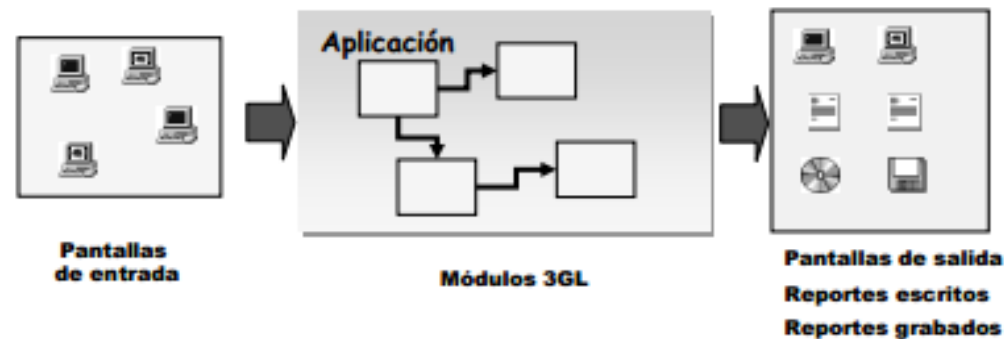 Aplicación
Pantallas
de entrada
Módulos 3GL
Pantallas de salida
Reportes escritos
Reportes grabados